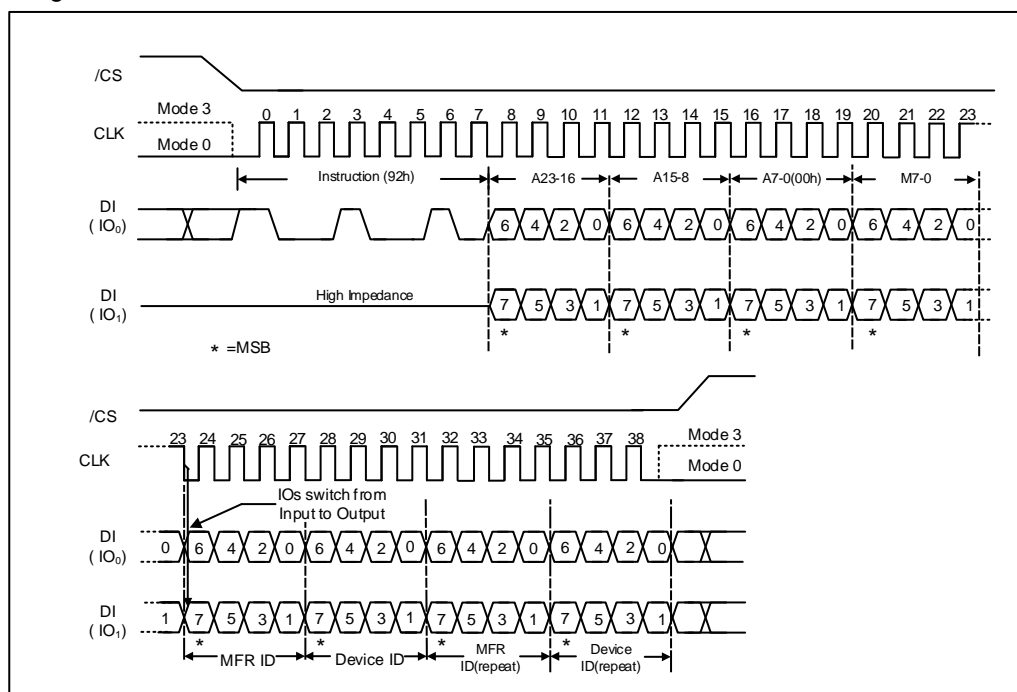 /CS
Mode 3
0 1 2 3 4 5 6 7 8 9 10 11 12 13 14 15 16 17 18 19 20 21 22 23
CLK
Mode 0
Instruction (92h) A23-16 A15-8 A7-0(00h) M7-0
DI
( IO₀)
6 4 2 0 6 4 2 0 6 4 2 0 6 4 2 0
High Impedance
DI
( IO₁)
7 5 3 1 7 5 3 1 7 5 3 1 7 5 3 1
* * * *
* =MSB
/CS
23 24 25 26 27 28 29 30 31 32 33 34 35 36 37 38
Mode 3
CLK
Mode 0
IOs switch from
Input to Output
DI
( IO₀)
0 6 4 2 0 6 4 2 0 6 4 2 0 6 4 2 0
DI
( IO₁)
1 7 5 3 1 7 5 3 1 7 5 3 1 7 5 3 1
* * * *
MFR ID Device ID MFR
ID(repeat) Device
ID(repeat)